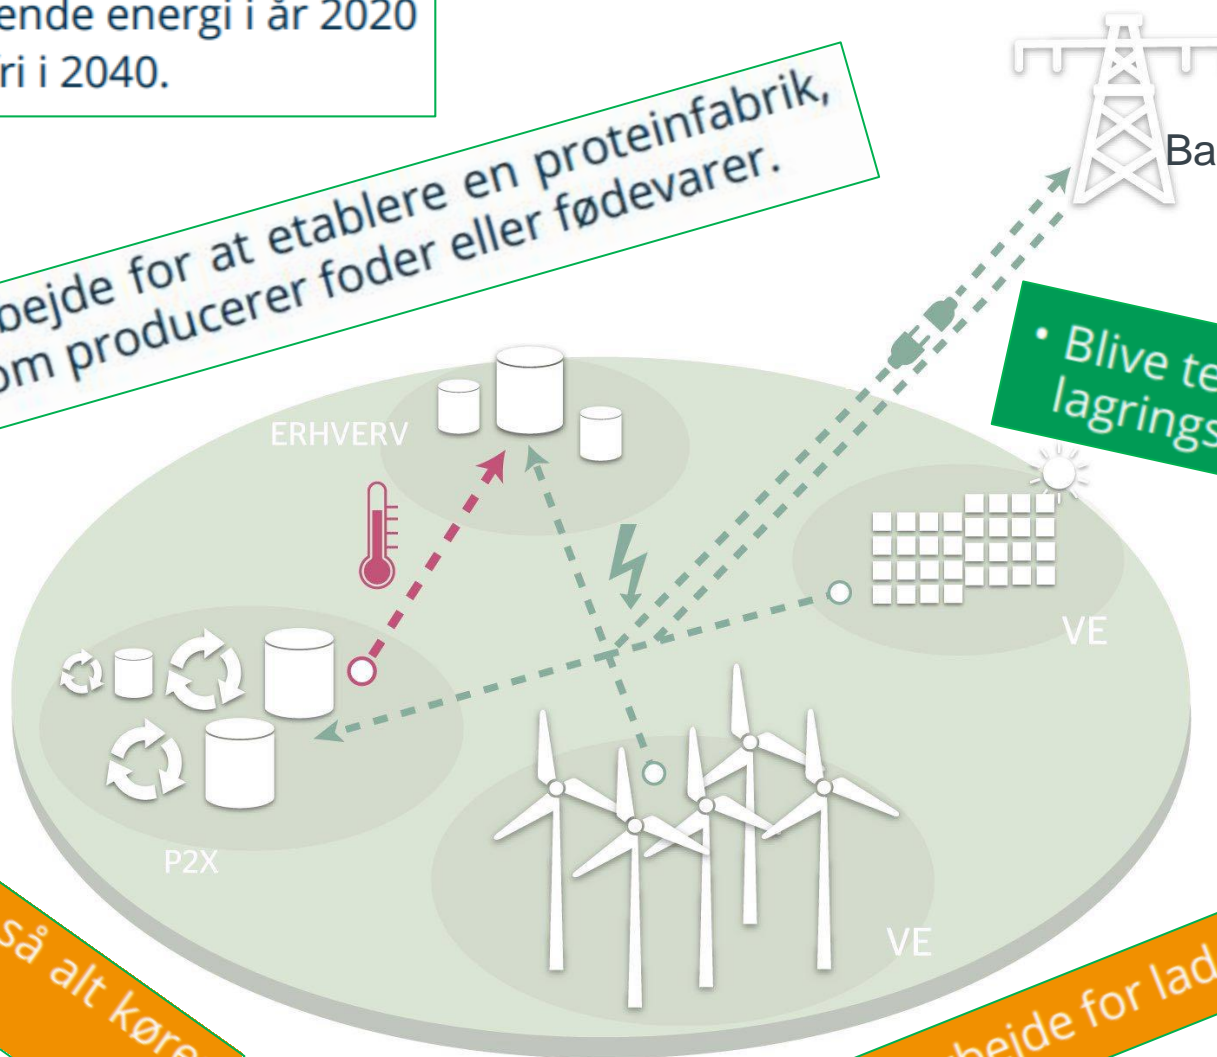 ende energi i år 2020
ri i 2040.
bejde for at etablere en proteinfabrik,
om producerer foder eller fødevarer.
Ba
• Blive te
lagrings
ERHVERV
VE
P2X
VE
så alt køre
bejde for lad